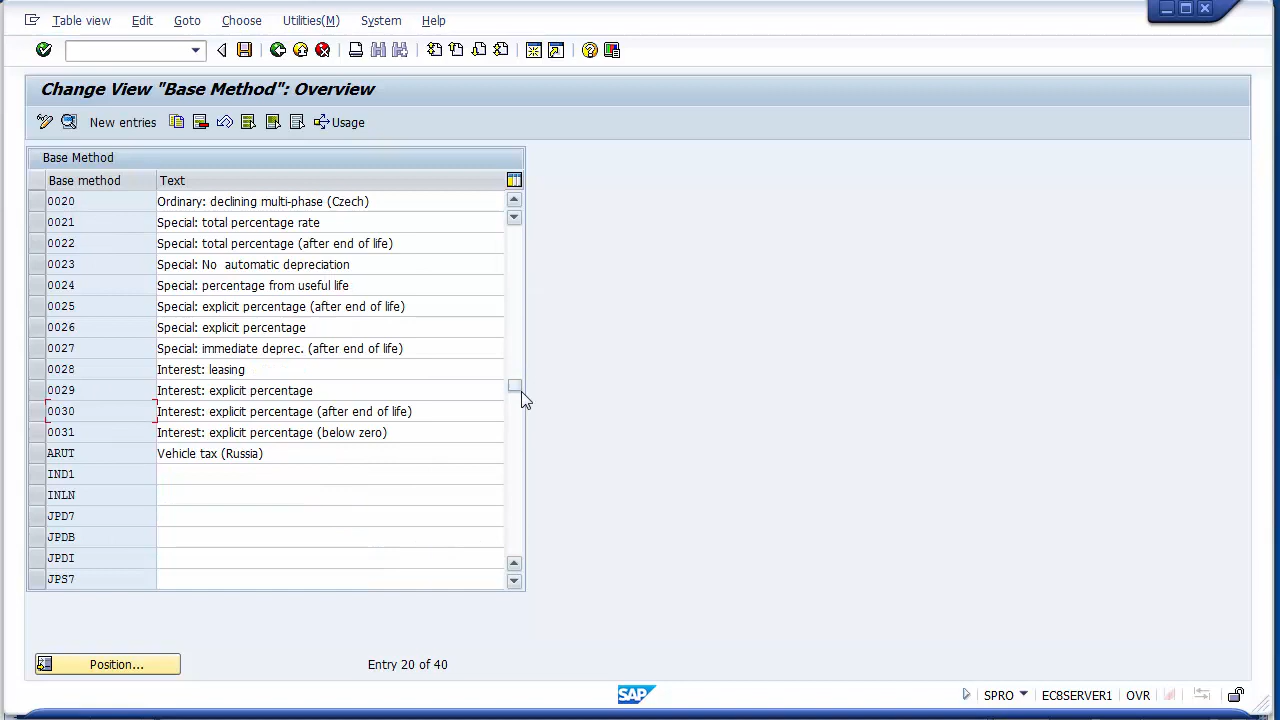 Table view Edit Goto Choose Utilities(M) System Help
Change View "Base Method": Overview
New entries Usage
Base Method
Base method Text
0020 Ordinary: declining multi-phase (Czech)
0021 Special: total percentage rate
0022 Special: total percentage (after end of life)
0023 Special: No automatic depreciation
0024 Special: percentage from useful life
0025 Special: explicit percentage (after end of life)
0026 Special: explicit percentage
0027 Special: immediate deprec. (after end of life)
0028 Interest: leasing
0029 Interest: explicit percentage
0030 Interest: explicit percentage (after end of life)
0031 Interest: explicit percentage (below zero)
ARUT Vehicle tax (Russia)
IND1
INLN
JPD7
JPDB
JPDI
JPS7
Position... Entry 20 of 40
SAP SPRO EC8SERVER1 OVR